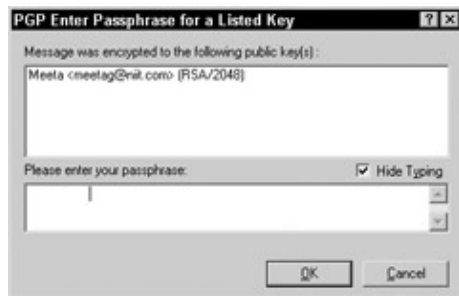 PGP Enter Passphrase for a Listed Key
Message was encrypted to the following public key(s) :
Meeta <meetag@niit.com> (RSA/2048)
Please enter your passphrase:
Hide Typing
OK
Cancel